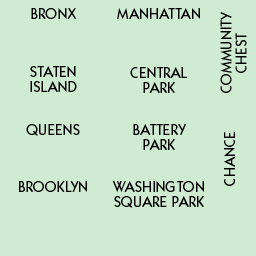 BRONX
MANHATTAN
STATEN
ISLAND
CENTRAL
PARK
QUEENS
BATTERY
PARK
BROOKLYN
WASHINGTON
SQUARE PARK
COMMUNITY
CHEST
CHANCE